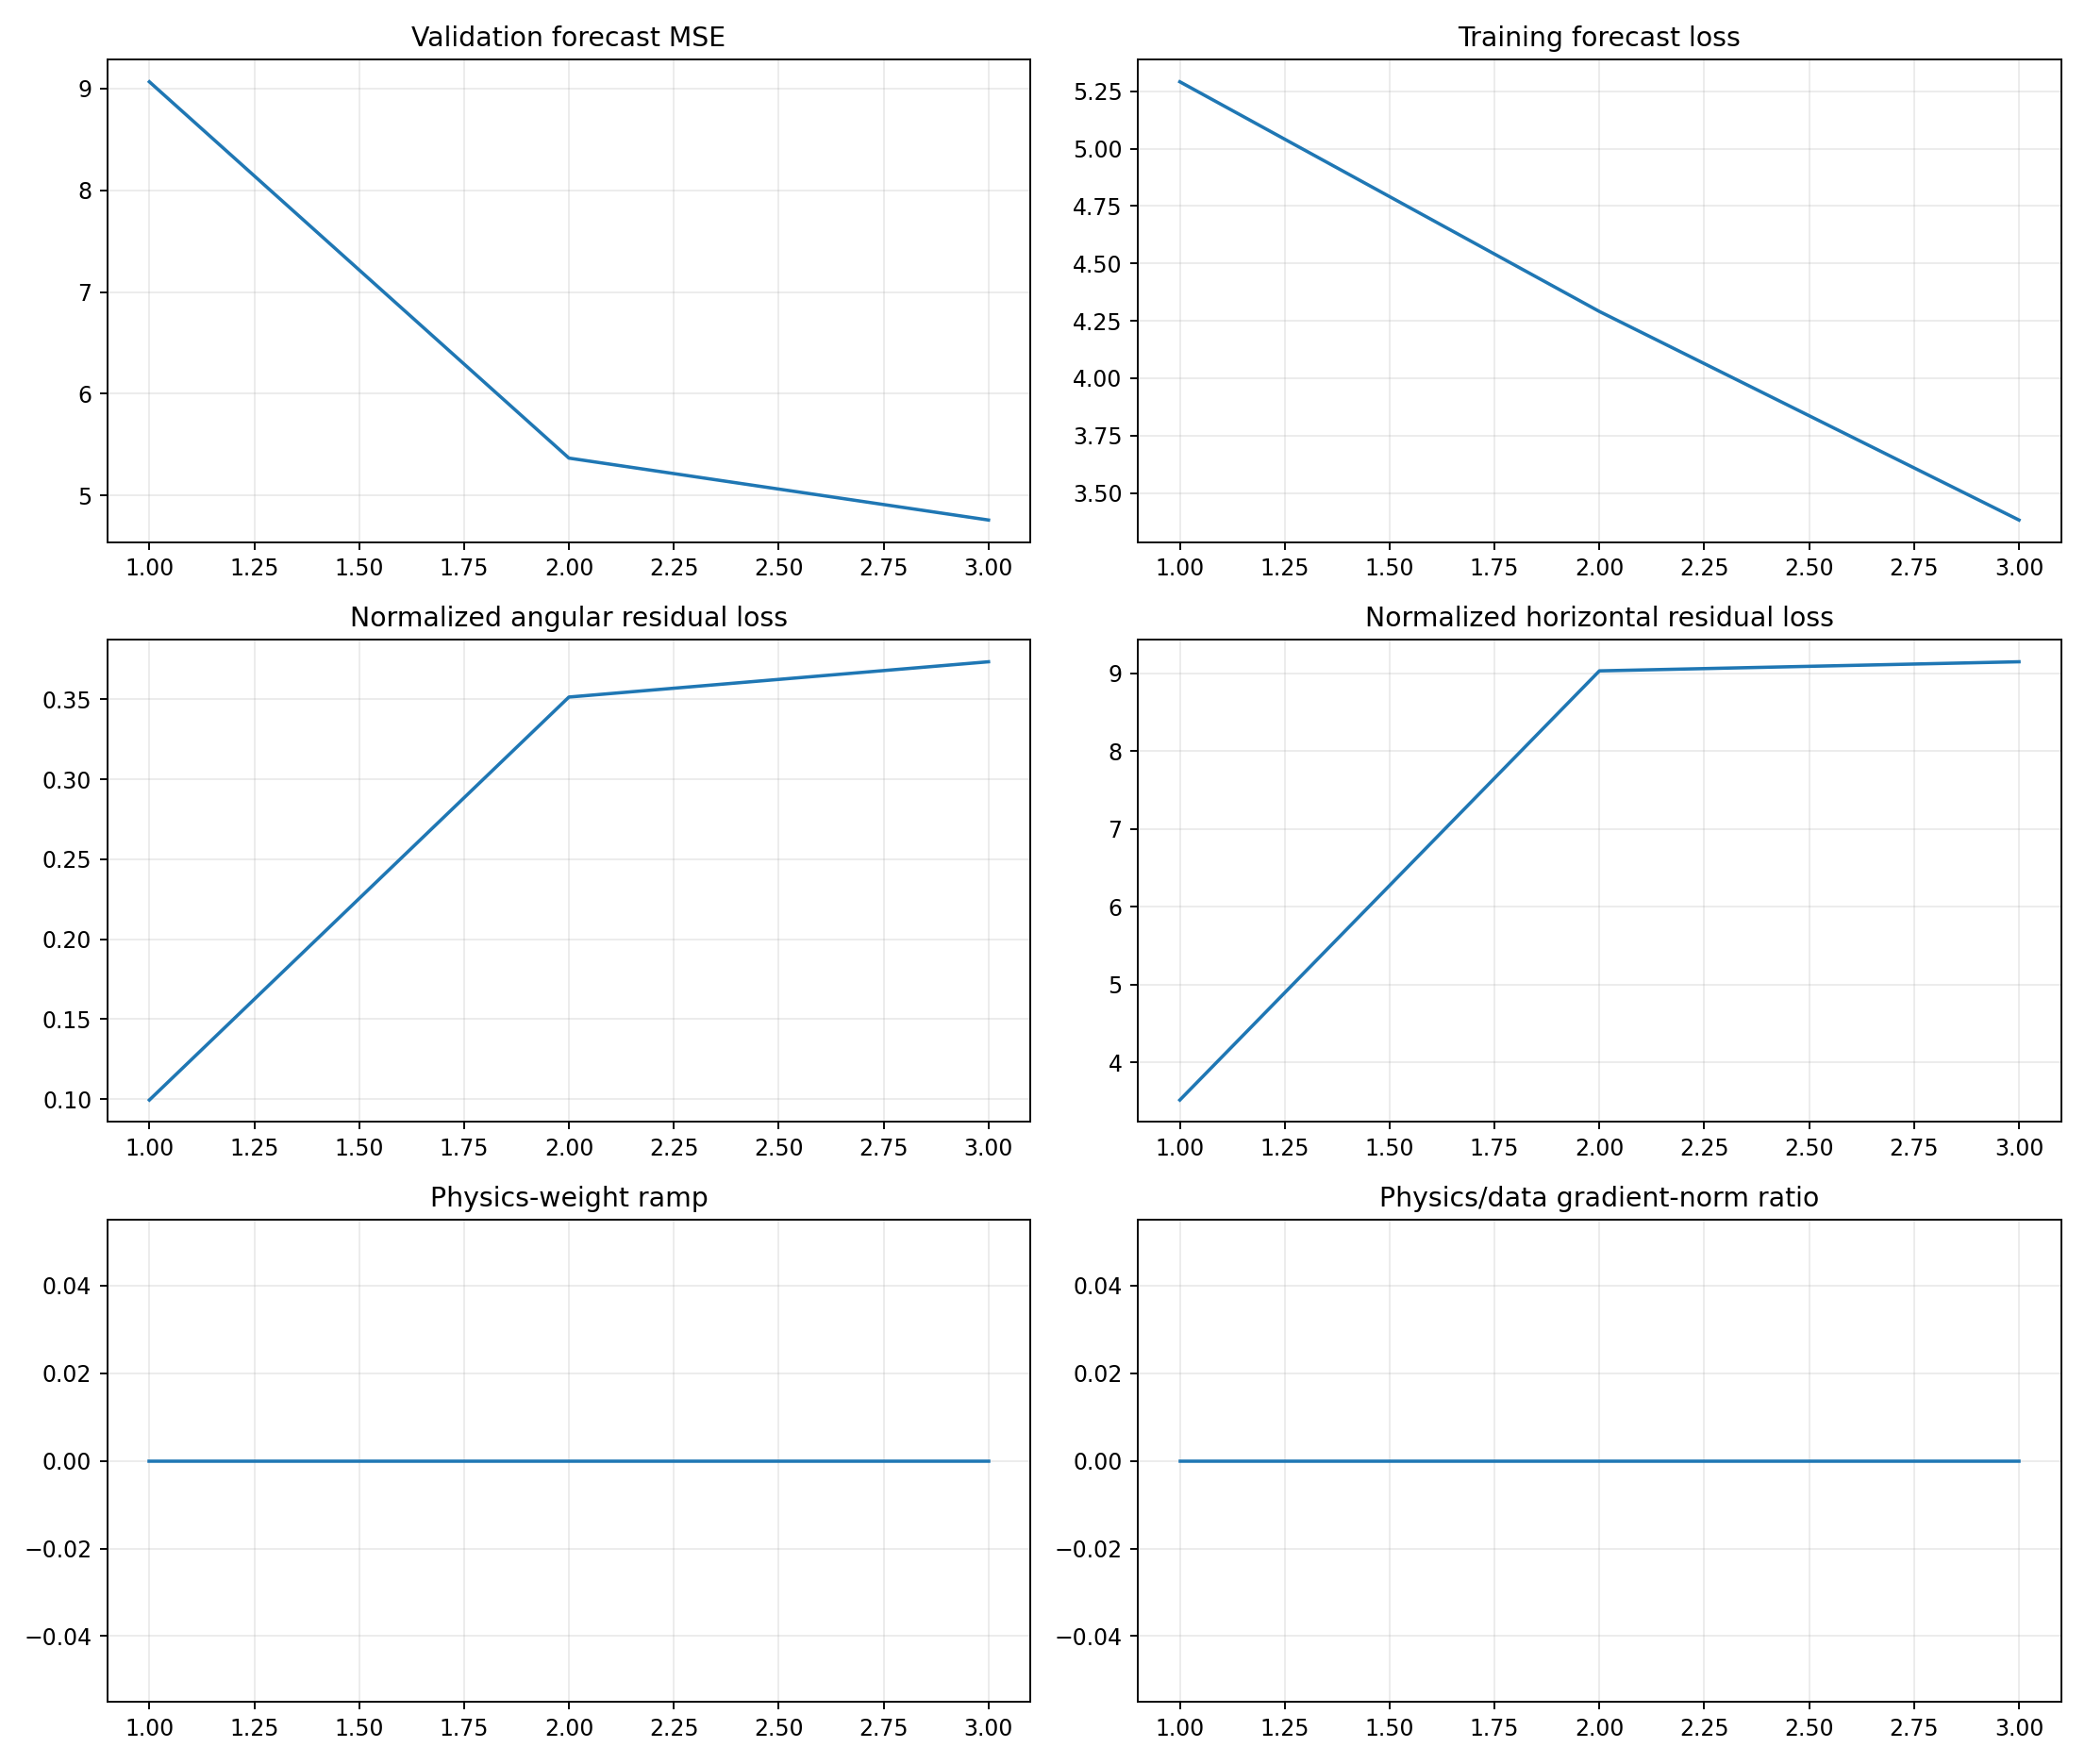 Validation forecast MSE
9
8
7
6
5
1.00 1.25 1.50 1.75 2.00 2.25 2.50 2.75 3.00
Training forecast loss
5.25
5.00
4.75
4.50
4.25
4.00
3.75
3.50
1.00 1.25 1.50 1.75 2.00 2.25 2.50 2.75 3.00
Normalized angular residual loss
0.35
0.30
0.25
0.20
0.15
0.10
1.00 1.25 1.50 1.75 2.00 2.25 2.50 2.75 3.00
Normalized horizontal residual loss
9
8
7
6
5
4
1.00 1.25 1.50 1.75 2.00 2.25 2.50 2.75 3.00
Physics-weight ramp
0.04
0.02
0.00
−0.02
−0.04
1.00 1.25 1.50 1.75 2.00 2.25 2.50 2.75 3.00
Physics/data gradient-norm ratio
0.04
0.02
0.00
−0.02
−0.04
1.00 1.25 1.50 1.75 2.00 2.25 2.50 2.75 3.00